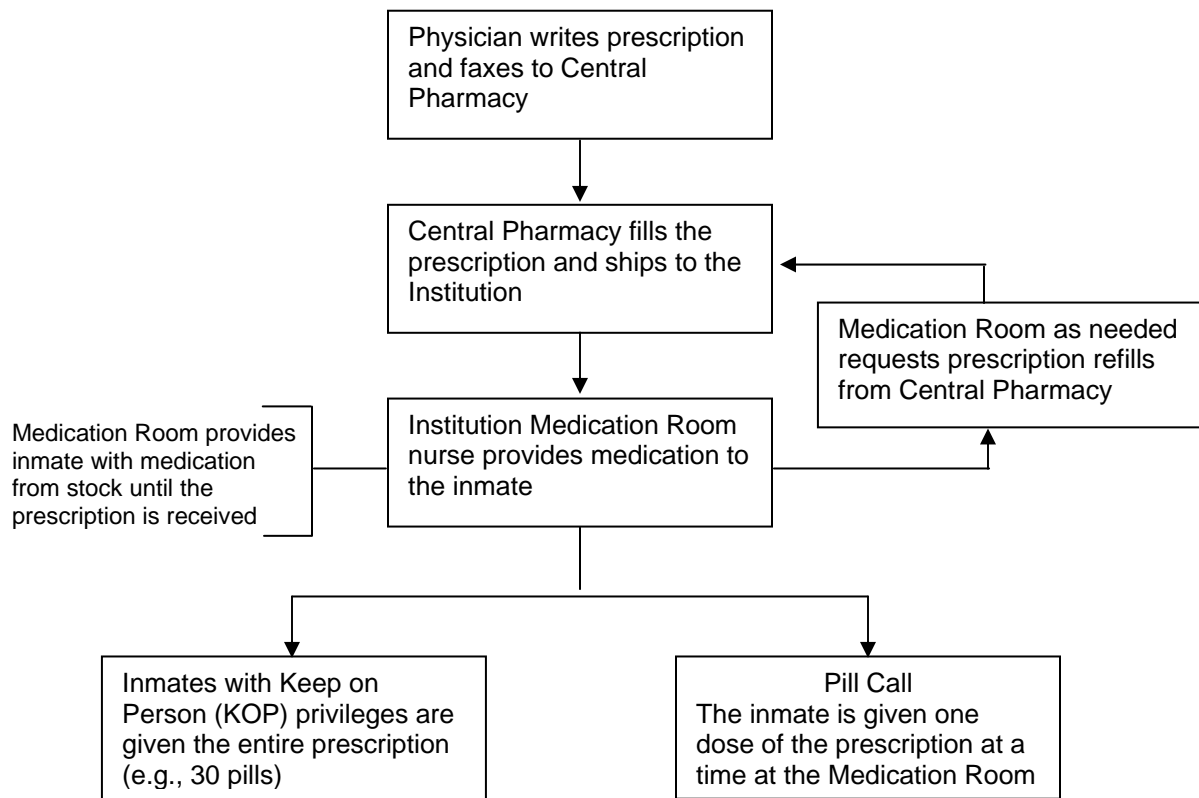 Physician writes prescription
and faxes to Central
Pharmacy
Central Pharmacy fills the
prescription and ships to the
Institution
Medication Room as needed
requests prescription refills
from Central Pharmacy
Institution Medication Room
nurse provides medication to
the inmate
Medication Room provides
inmate with medication
from stock until the
prescription is received
Inmates with Keep on
Person (KOP) privileges are
given the entire prescription
(e.g., 30 pills)
Pill Call
The inmate is given one
dose of the prescription at a
time at the Medication Room